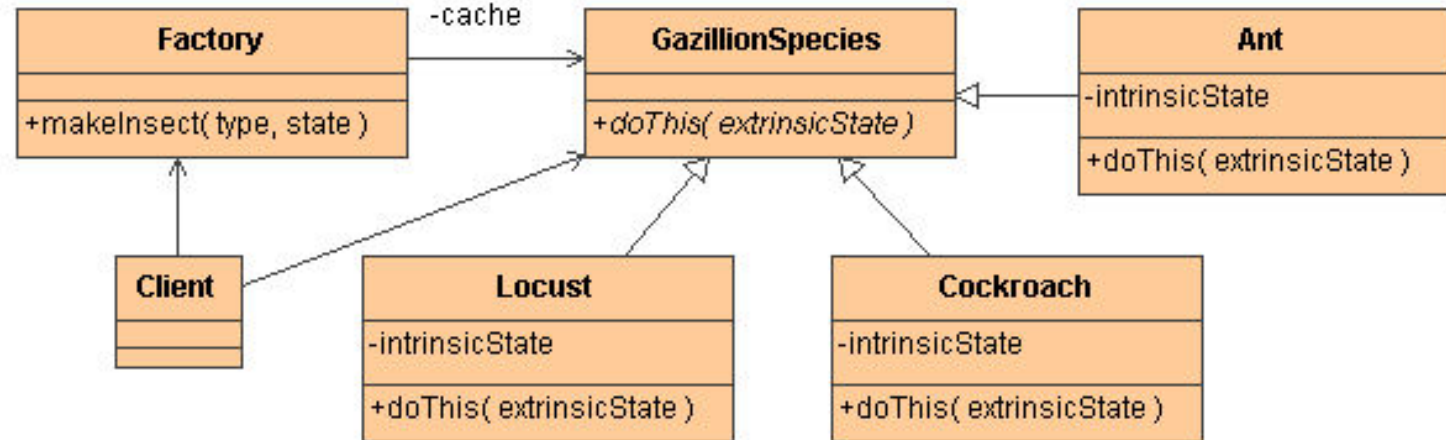 -cache
Factory
+makeInsect( type, state )
GazillionSpecies
+doThis( extrinsicState )
Ant
-intrinsicState
+doThis( extrinsicState )
Client
Locust
-intrinsicState
+doThis( extrinsicState )
Cockroach
-intrinsicState
+doThis( extrinsicState )